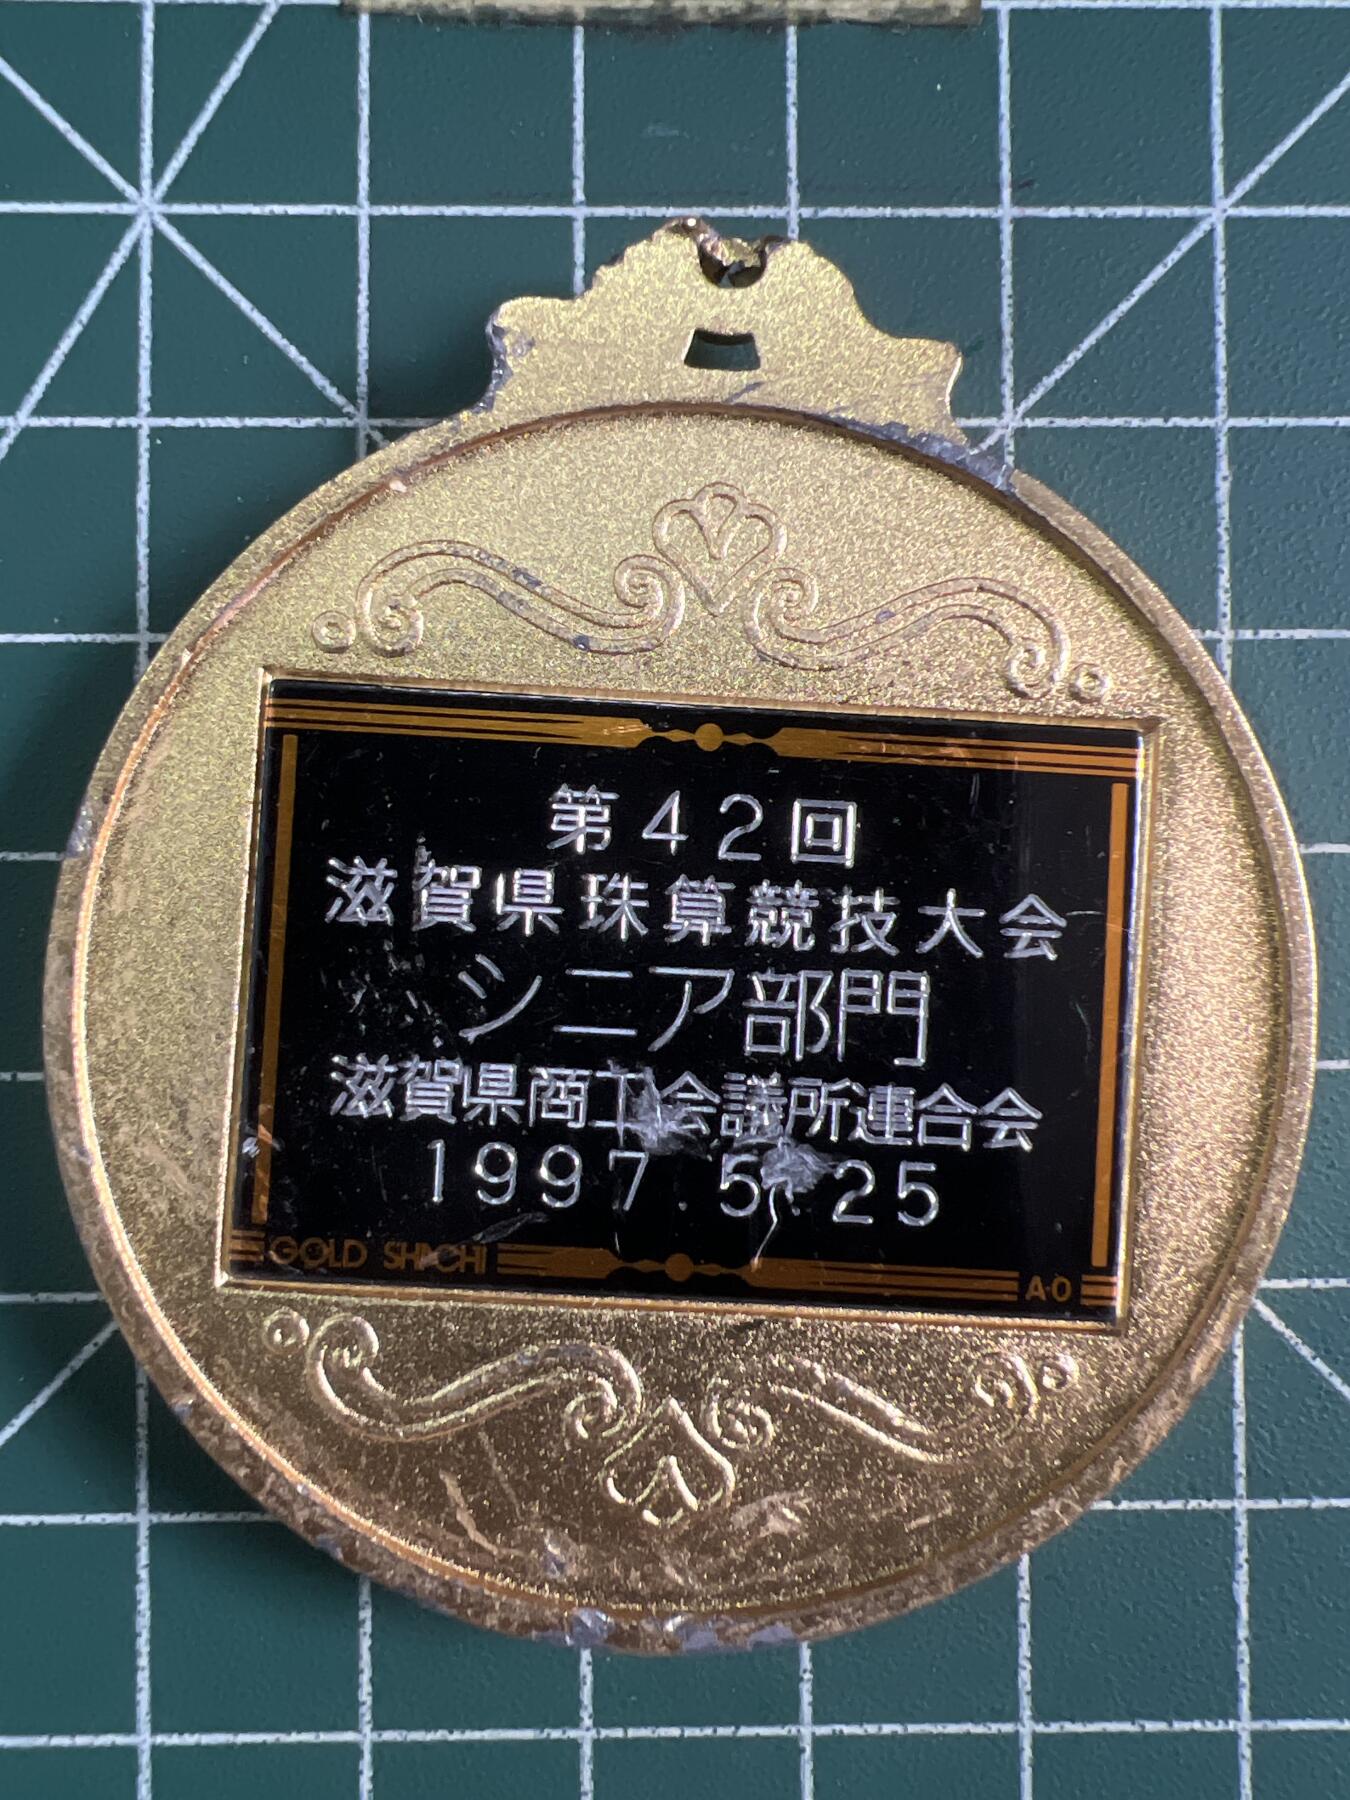 第42回
滋賀県珠算競技大会
シニア部門
滋賀県商工会議所連合会
1997. 5. 25
GOLD SHACHI
A-0